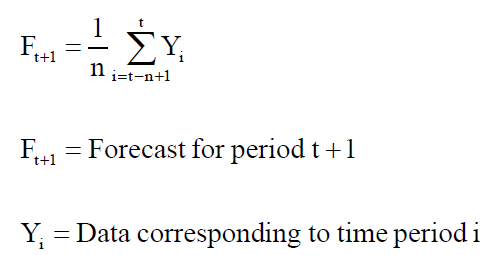 F_{t+1} = \frac{1}{n} \sum_{i=t-n+1}^{t} Y_i
F_{t+1} = Forecast for period t+1
Y_i = Data corresponding to time period i